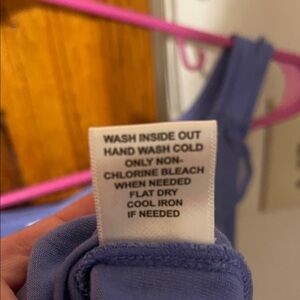 WASH INSIDE OUT
HAND WASH COLD
ONLY NON-
CHLORINE BLEACH
WHEN NEEDED
FLAT DRY
COOL IRON
IF NEEDED